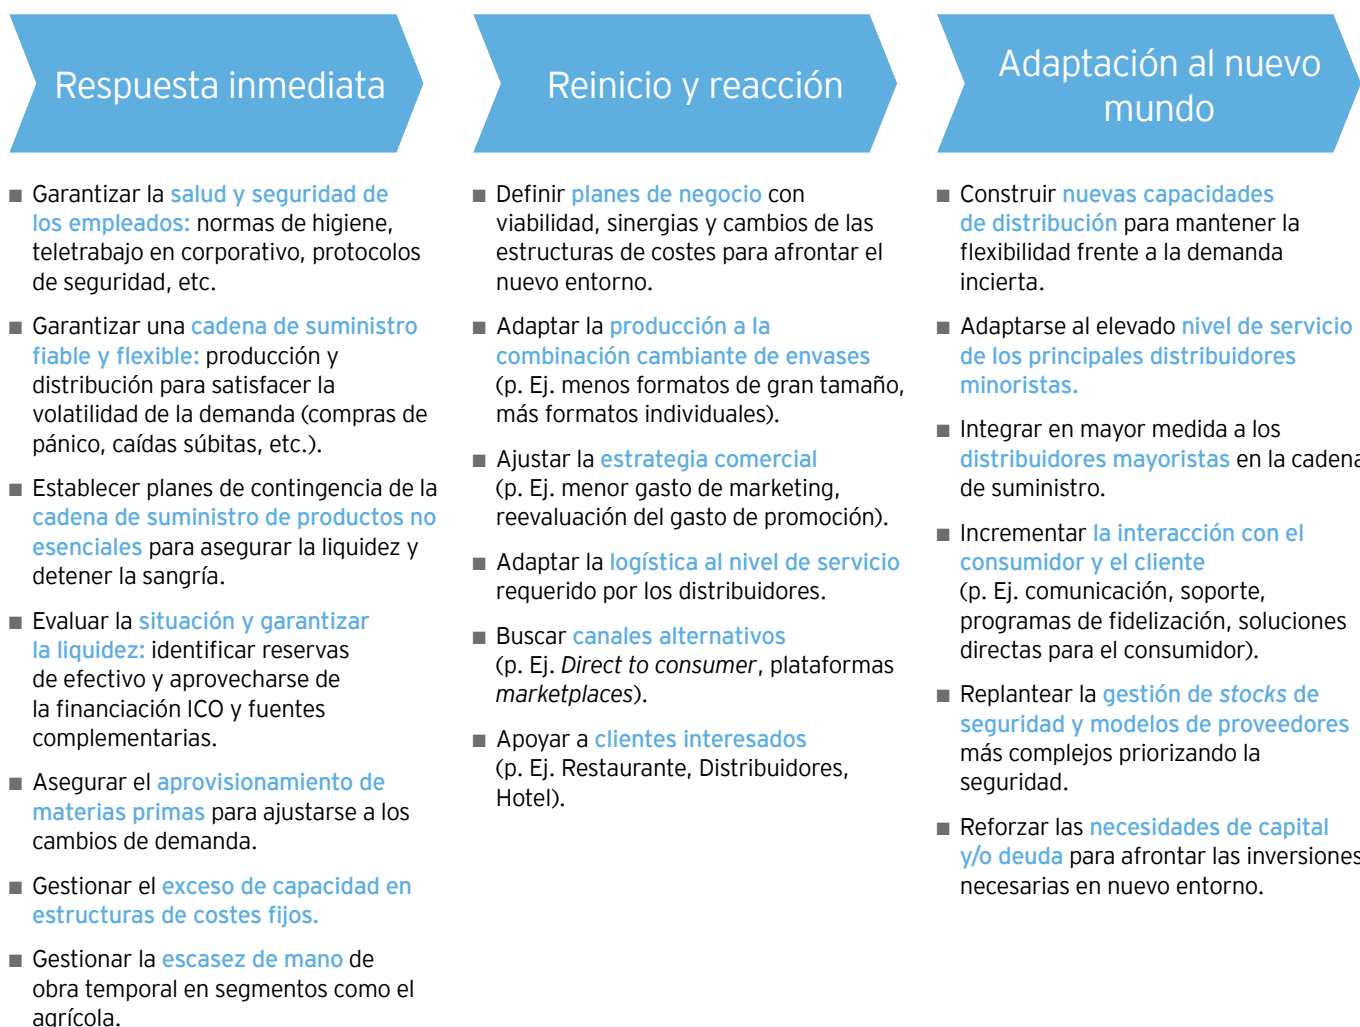 Respuesta inmediata
■ Garantizar la salud y seguridad de
los empleados: normas de higiene,
teletrabajo en corporativo, protocolos
de seguridad, etc.
■ Garantizar una cadena de suministro
fiable y flexible: producción y
distribución para satisfacer la
volatilidad de la demanda (compras de
pánico, caídas súbitas, etc.).
■ Establecer planes de contingencia de la
cadena de suministro de productos no
esenciales para asegurar la liquidez y
detener la sangría.
■ Evaluar la situación y garantizar
la liquidez: identificar reservas
de efectivo y aprovecharse de
la financiación ICO y fuentes
complementarias.
■ Asegurar el aprovisionamiento de
materias primas para ajustarse a los
cambios de demanda.
■ Gestionar el exceso de capacidad en
estructuras de costes fijos.
■ Gestionar la escasez de mano de
obra temporal en segmentos como el
agrícola.
Reinicio y reacción
■ Definir planes de negocio con
viabilidad, sinergias y cambios de las
estructuras de costes para afrontar el
nuevo entorno.
■ Adaptar la producción a la
combinación cambiante de envases
(p. Ej. menos formatos de gran tamaño,
más formatos individuales).
■ Ajustar la estrategia comercial
(p. Ej. menor gasto de marketing,
reevaluación del gasto de promoción).
■ Adaptar la logística al nivel de servicio
requerido por los distribuidores.
■ Buscar canales alternativos
(p. Ej. Direct to consumer, plataformas
marketplaces).
■ Apoyar a clientes interesados
(p. Ej. Restaurante, Distribuidores,
Hotel).
Adaptación al nuevo
mundo
■ Construir nuevas capacidades
de distribución para mantener la
flexibilidad frente a la demanda
incierta.
■ Adaptarse al elevado nivel de servicio
de los principales distribuidores
minoristas.
■ Integrar en mayor medida a los
distribuidores mayoristas en la cadena
de suministro.
■ Incrementar la interacción con el
consumidor y el cliente
(p. Ej. comunicación, soporte,
programas de fidelización, soluciones
directas para el consumidor).
■ Replantear la gestión de stocks de
seguridad y modelos de proveedores
más complejos priorizando la
seguridad.
■ Reforzar las necesidades de capital
y/o deuda para afrontar las inversiones
necesarias en nuevo entorno.